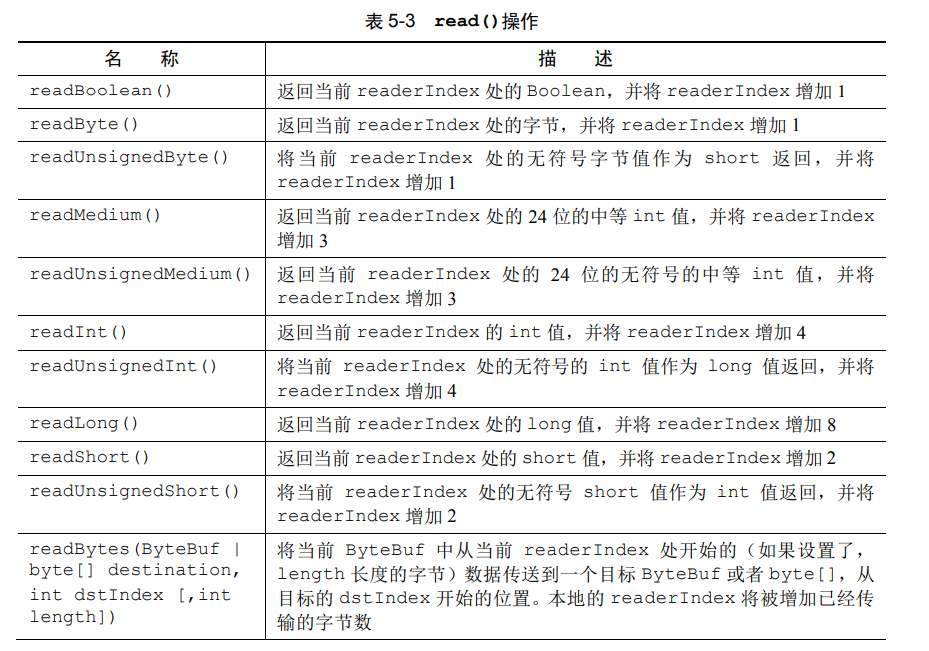 表 5-3 read()操作
名 称 描 述
readBoolean() 返回当前 readerIndex 处的 Boolean，并将 readerIndex 增加 1
readByte() 返回当前 readerIndex 处的字节，并将 readerIndex 增加 1
readUnsignedByte() 将当前 readerIndex 处的无符号字节值作为 short 返回，并将
readerIndex 增加 1
readMedium() 返回当前 readerIndex 处的 24 位的中等 int 值，并将 readerIndex
增加 3
readUnsignedMedium() 返回当前 readerIndex 处的 24 位的无符号的中等 int 值，并将
readerIndex 增加 3
readInt() 返回当前 readerIndex 的 int 值，并将 readerIndex 增加 4
readUnsignedInt() 将当前 readerIndex 处的无符号的 int 值作为 long 值返回，并将
readerIndex 增加 4
readLong() 返回当前 readerIndex 处的 long 值，并将 readerIndex 增加 8
readShort() 返回当前 readerIndex 处的 short 值，并将 readerIndex 增加 2
readUnsignedShort() 将当前 readerIndex 处的无符号 short 值作为 int 值返回，并将
readerIndex 增加 2
readBytes(ByteBuf |
byte[] destination,
int dstIndex [,int
length])
将当前 ByteBuf 中从当前 readerIndex 处开始的（如果设置了，
length 长度的字节）数据传送到一个目标 ByteBuf 或者 byte[]，从
目标的 dstIndex 开始的位置。本地的 readerIndex 将被增加已经传
输的字节数